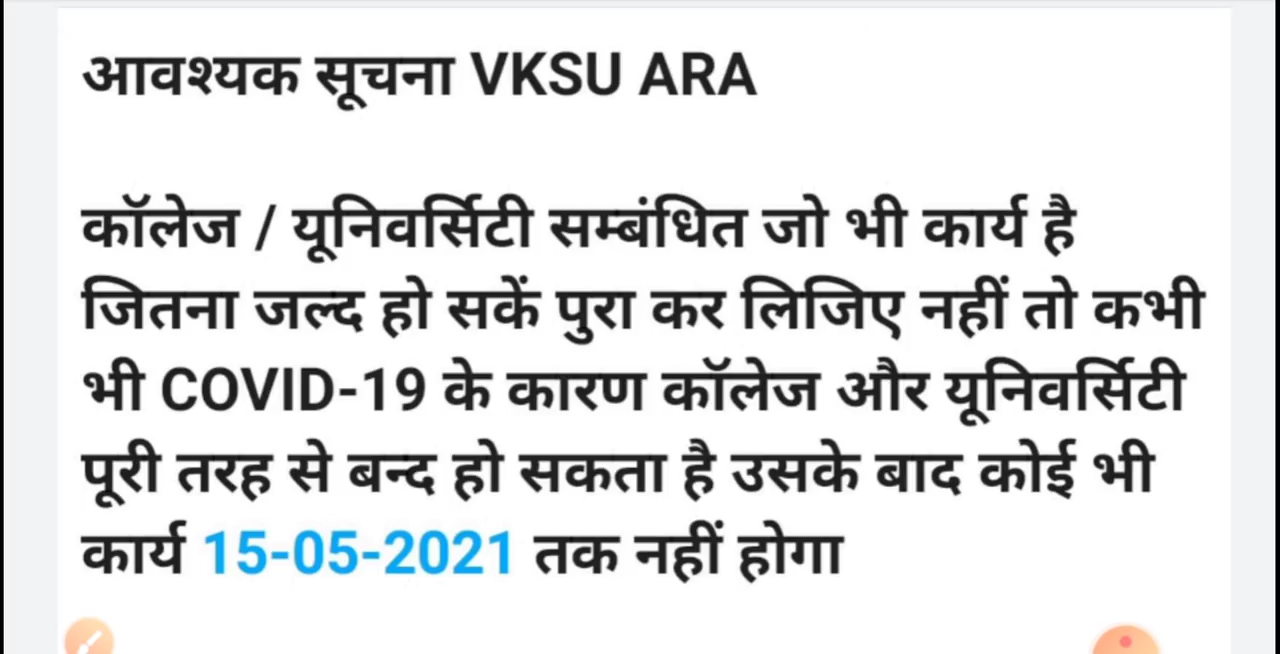 आवश्यक सूचना VKSU ARA
कॉलेज / यूनिवर्सिटी सम्बंधित जो भी कार्य है
जितना जल्द हो सकें पुरा कर लिजिए नहीं तो कभी
भी COVID-19 के कारण कॉलेज और यूनिवर्सिटी
पूरी तरह से बन्द हो सकता है उसके बाद कोई भी
कार्य 15-05-2021 तक नहीं होगा